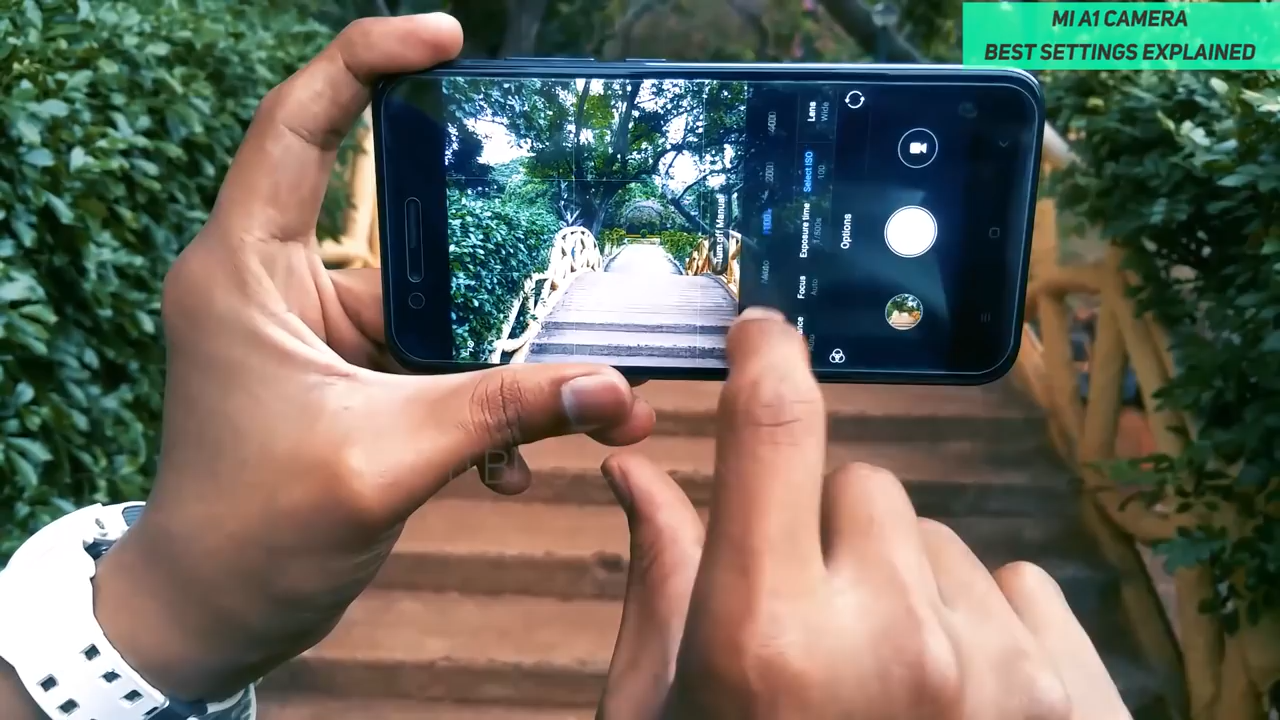 MI A1 CAMERA
BEST SETTINGS EXPLAINED
Lens
Wide
Select ISO
100
Exposure time
1/500s
Focus
Auto
Options
Turn off Manual